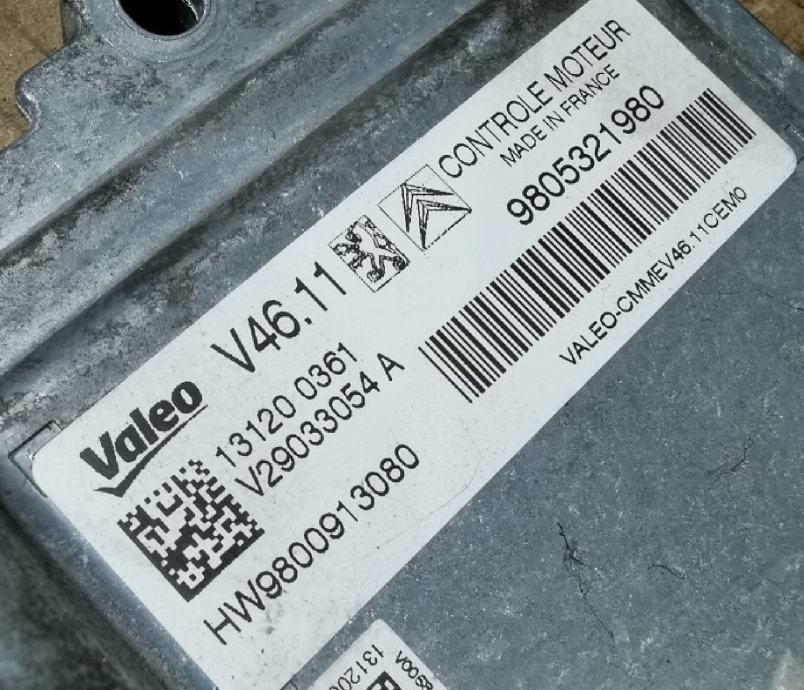 Valeo V46.11
CONTROLE MOTEUR
MADE IN FRANCE
9805321980
13120 0361
V29033054 A
VALEO-CMMEV46.11CEM0
HW9800913080